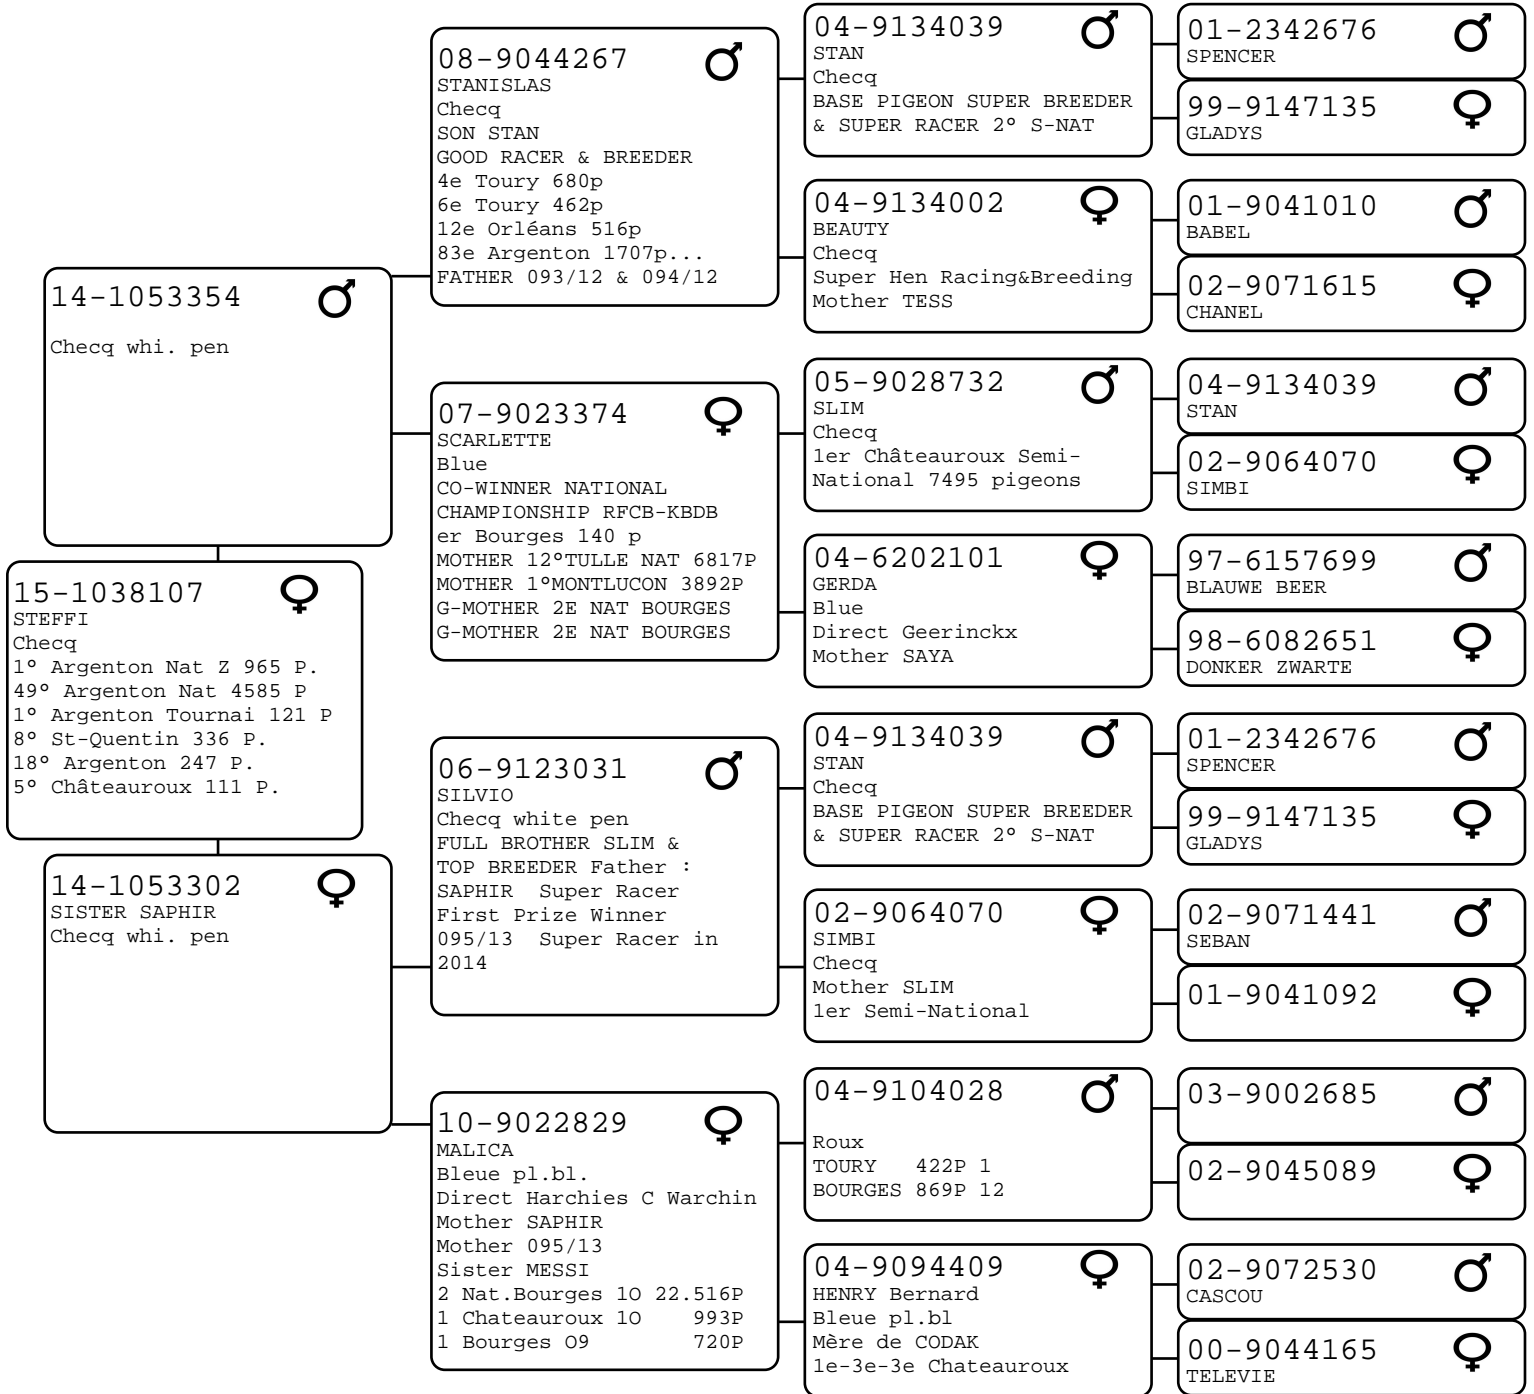 15-1038107
STEFFI
Checq
1° Argenton Nat Z 965 P.
49° Argenton Nat 4585 P
1° Argenton Tournai 121 P
8° St-Quentin 336 P.
18° Argenton 247 P.
5° Châteauroux 111 P.
14-1053354
Checq whi. pen
14-1053302
SISTER SAPHIR
Checq whi. pen
08-9044267
STANISLAS
Checq
SON STAN
GOOD RACER & BREEDER
4e Toury 680p
6e Toury 462p
12e Orléans 516p
83e Argenton 1707p...
FATHER 093/12 & 094/12
07-9023374
SCARLETTE
Blue
CO-WINNER NATIONAL
CHAMPIONSHIP RFCB-KBDB
er Bourges 140 p
MOTHER 12°TULLE NAT 6817P
MOTHER 1°MONTLUCON 3892P
G-MOTHER 2E NAT BOURGES
G-MOTHER 2E NAT BOURGES
06-9123031
SILVIO
Checq white pen
FULL BROTHER SLIM &
TOP BREEDER Father :
SAPHIR  Super Racer
First Prize Winner
095/13  Super Racer in
2014
10-9022829
MALICA
Bleue pl.bl.
Direct Harchies C Warchin
Mother SAPHIR
Mother 095/13
Sister MESSI
2 Nat.Bourges 1O 22.516P
1 Chateauroux 1O   993P
1 Bourges O9       720P
04-9134039
STAN
Checq
BASE PIGEON SUPER BREEDER
& SUPER RACER 2° S-NAT
04-9134002
BEAUTY
Checq
Super Hen Racing&Breeding
Mother TESS
05-9028732
SLIM
Checq
1er Châteauroux Semi-
National 7495 pigeons
04-6202101
GERDA
Blue
Direct Geerinckx
Mother SAYA
04-9134039
STAN
Checq
BASE PIGEON SUPER BREEDER
& SUPER RACER 2° S-NAT
02-9064070
SIMBI
Checq
Mother SLIM
1er Semi-National
04-9104028
Roux
TOURY   422P 1
BOURGES 869P 12
04-9094409
HENRY Bernard
Bleue pl.bl
Mère de CODAK
1e-3e-3e Chateauroux
01-2342676
SPENCER
99-9147135
GLADYS
01-9041010
BABEL
02-9071615
CHANEL
04-9134039
STAN
02-9064070
SIMBI
97-6157699
BLAUWE BEER
98-6082651
DONKER ZWARTE
01-2342676
SPENCER
99-9147135
GLADYS
02-9071441
SEBAN
01-9041092
03-9002685
02-9045089
02-9072530
CASCOU
00-9044165
TELEVIE